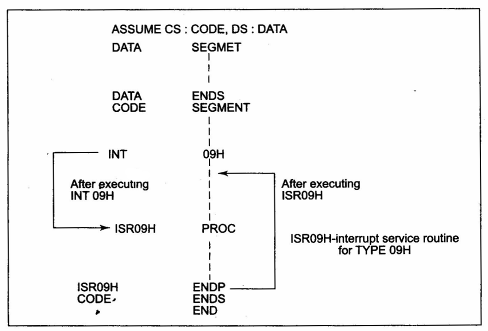 ASSUME CS : CODE, DS : DATA
DATA SEGMET
DATA ENDS
CODE SEGMENT
INT 09H
After executing
INT 09H
After executing
ISR09H
ISR09H PROC
ISR09H-interrupt service routine
for TYPE 09H
ISR09H ENDP
CODE ENDS
END